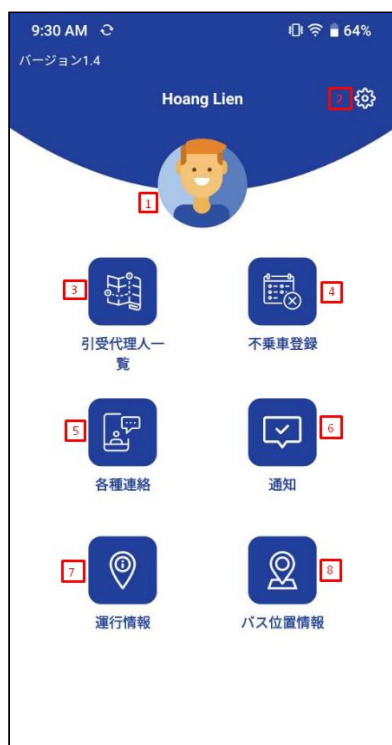 9:30 AM 64%
バージョン1.4
Hoang Lien 2
1
3 4
引受代理人一
覧
不乗車登録
5 6
各種連絡 通知
7 8
運行情報 バス位置情報